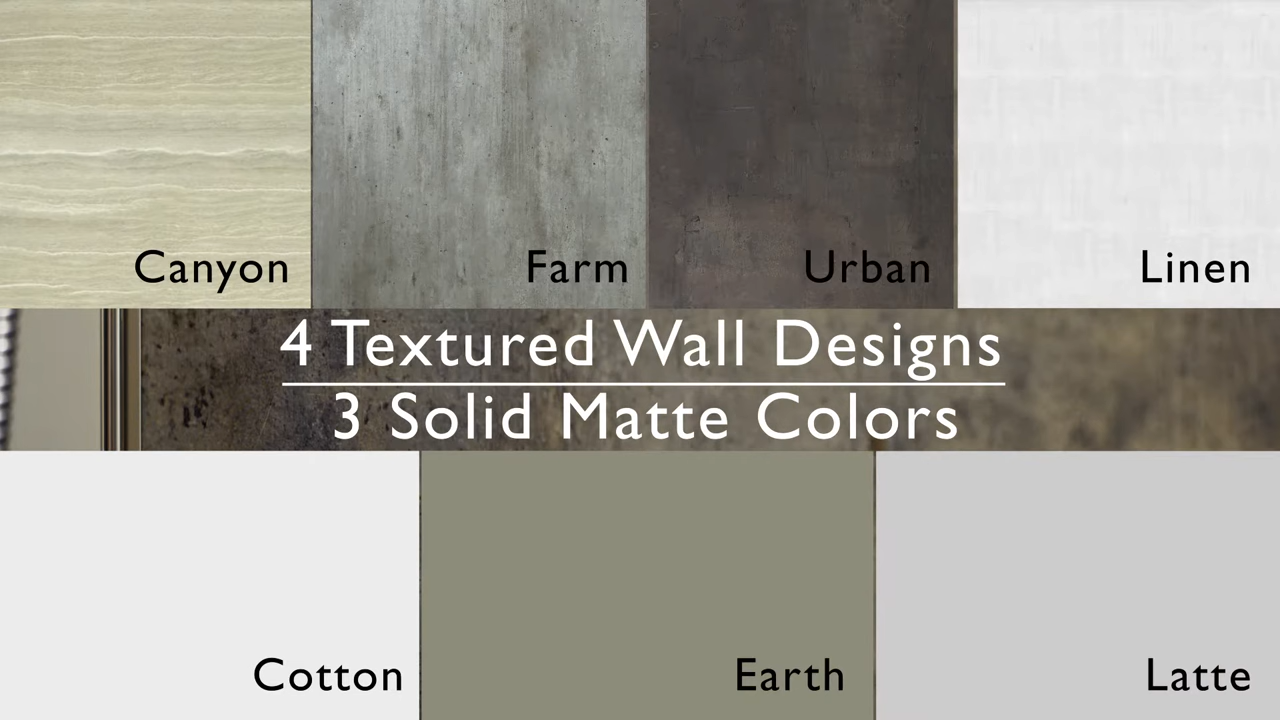 Canyon
Farm
Urban
Linen
4 Textured Wall Designs
3 Solid Matte Colors
Cotton
Earth
Latte